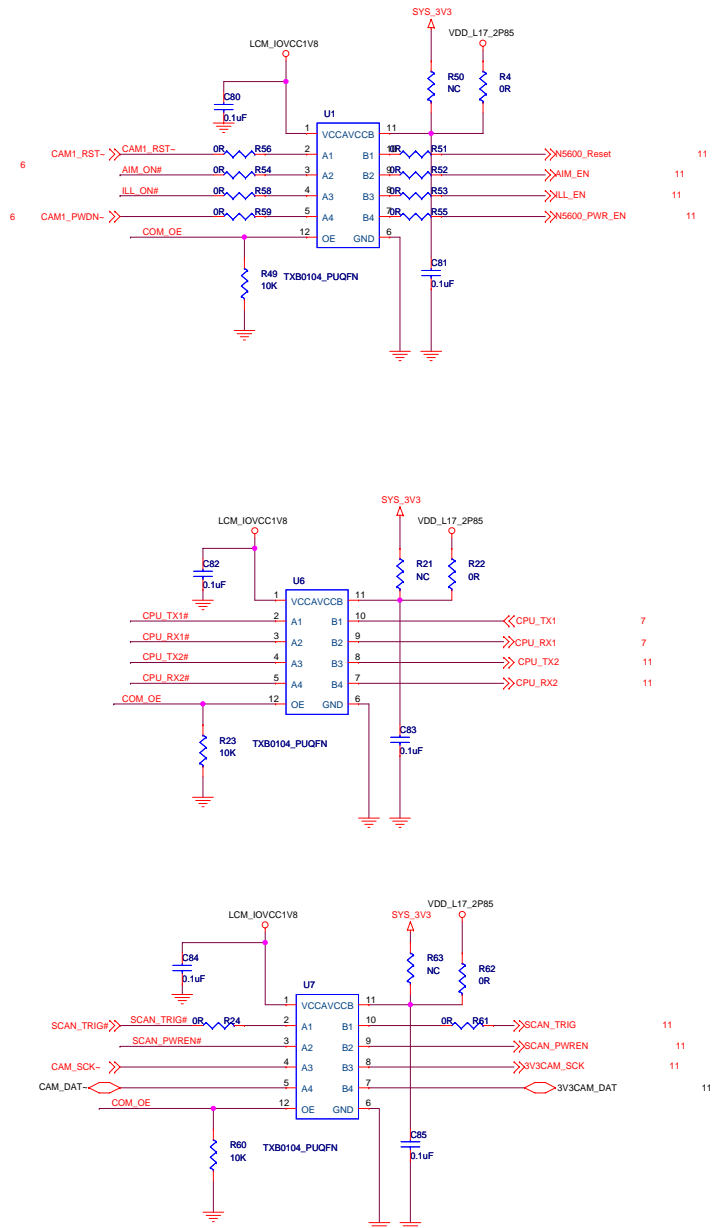 SYS_3V3
VDD_L17_2P85
LCM_IOVCC1V8
R50
NC
R4
0R
C80
0.1uF
U1
1 VCCAVCCB 11
CAM1_RST~ CAM1_RST~ 0R R56 2 A1 B1 10 0R R51 N5600_Reset 11
6
AIM_ON# 0R R54 3 A2 B2 9 0R R52 AIM_EN 11
ILL_ON# 0R R58 4 A3 B3 8 0R R53 ILL_EN 11
6 CAM1_PWDN~ 0R R59 5 A4 B4 7 0R R55 N5600_PWR_EN 11
COM_OE 12 OE GND 6
R49
10K
TXB0104_PUQFN
C81
0.1uF
SYS_3V3
LCM_IOVCC1V8
VDD_L17_2P85
C82
0.1uF
R21
NC
R22
0R
U6
1 VCCAVCCB 11
CPU_TX1# 2 A1 B1 10 CPU_TX1 7
CPU_RX1# 3 A2 B2 9 CPU_RX1 7
CPU_TX2# 4 A3 B3 8 CPU_TX2 11
CPU_RX2# 5 A4 B4 7 CPU_RX2 11
COM_OE 12 OE GND 6
R23
10K
TXB0104_PUQFN
C83
0.1uF
VDD_L17_2P85
LCM_IOVCC1V8
SYS_3V3
C84
0.1uF
R63
NC
R62
0R
U7
1 VCCAVCCB 11
SCAN_TRIG# SCAN_TRIG# 0R R24 2 A1 B1 10 0R R61 SCAN_TRIG 11
SCAN_PWREN# 3 A2 B2 9 SCAN_PWREN 11
CAM_SCK~ 4 A3 B3 8 3V3CAM_SCK 11
CAM_DAT~ 5 A4 B4 7 3V3CAM_DAT 11
COM_OE 12 OE GND 6
R60
10K
TXB0104_PUQFN
C85
0.1uF